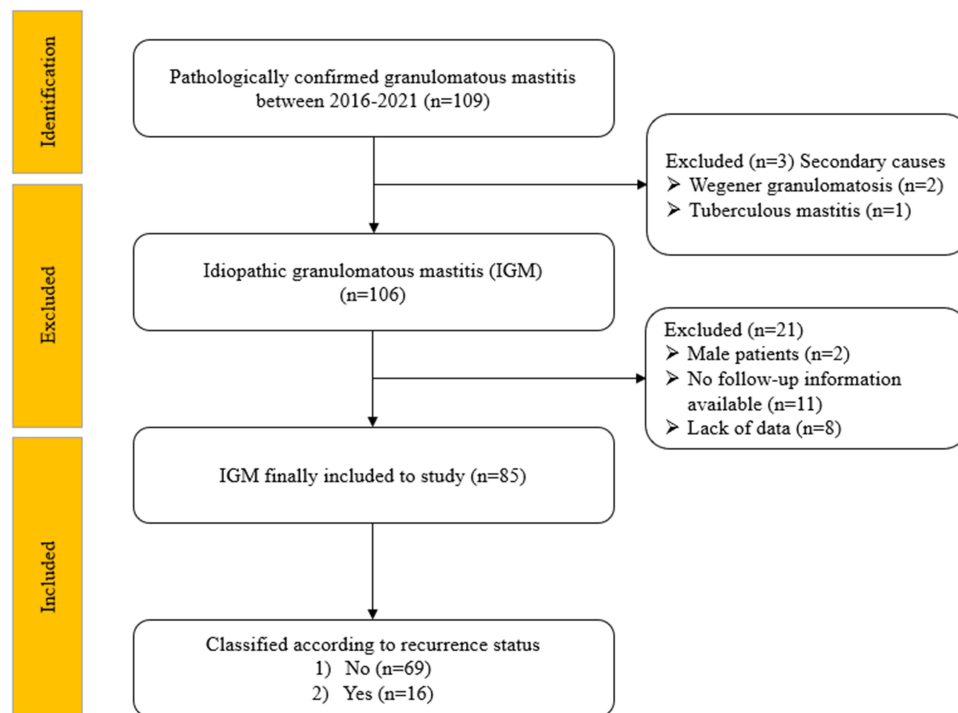 Identification
Pathologically confirmed granulomatous mastitis
between 2016-2021 (n=109)
Excluded (n=3) Secondary causes
➢ Wegener granulomatosis (n=2)
➢ Tuberculous mastitis (n=1)
Excluded
Idiopathic granulomatous mastitis (IGM)
(n=106)
Excluded (n=21)
➢ Male patients (n=2)
➢ No follow-up information
available (n=11)
➢ Lack of data (n=8)
Included
IGM finally included to study (n=85)
Classified according to recurrence status
1) No (n=69)
2) Yes (n=16)